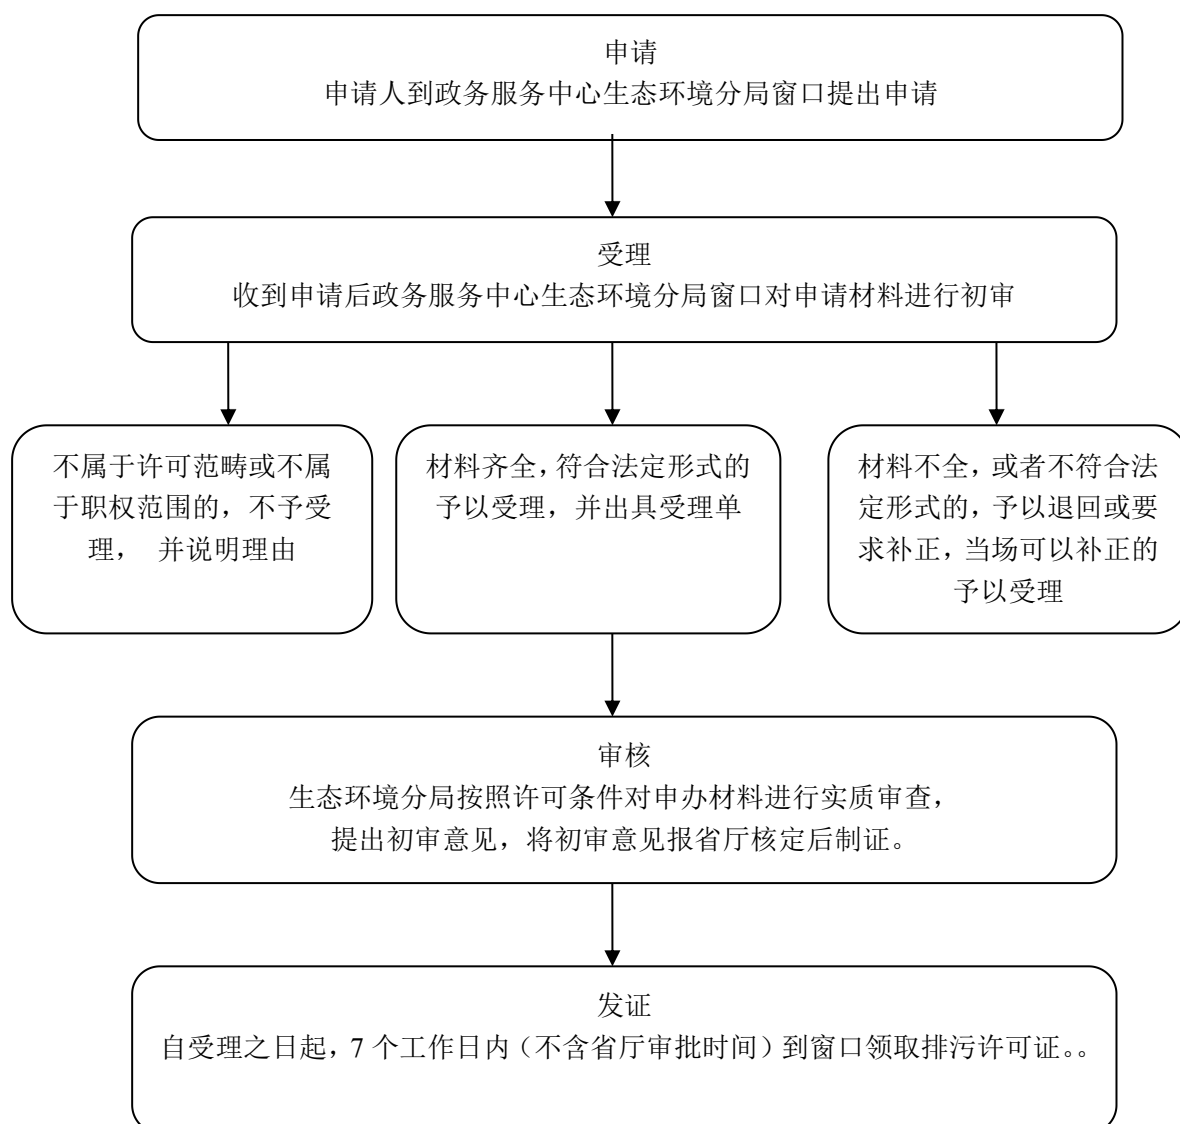 申请
申请人到政务服务中心生态环境分局窗口提出申请
受理
收到申请后政务服务中心生态环境分局窗口对申请材料进行初审
不属于许可范畴或不属
于职权范围的，不予受
理， 并说明理由
材料齐全，符合法定形式的
予以受理，并出具受理单
材料不全，或者不符合法
定形式的，予以退回或要
求补正，当场可以补正的
予以受理
审核
生态环境分局按照许可条件对申办材料进行实质审查，
提出初审意见，将初审意见报省厅核定后制证。
发证
自受理之日起，7 个工作日内（不含省厅审批时间）到窗口领取排污许可证。。